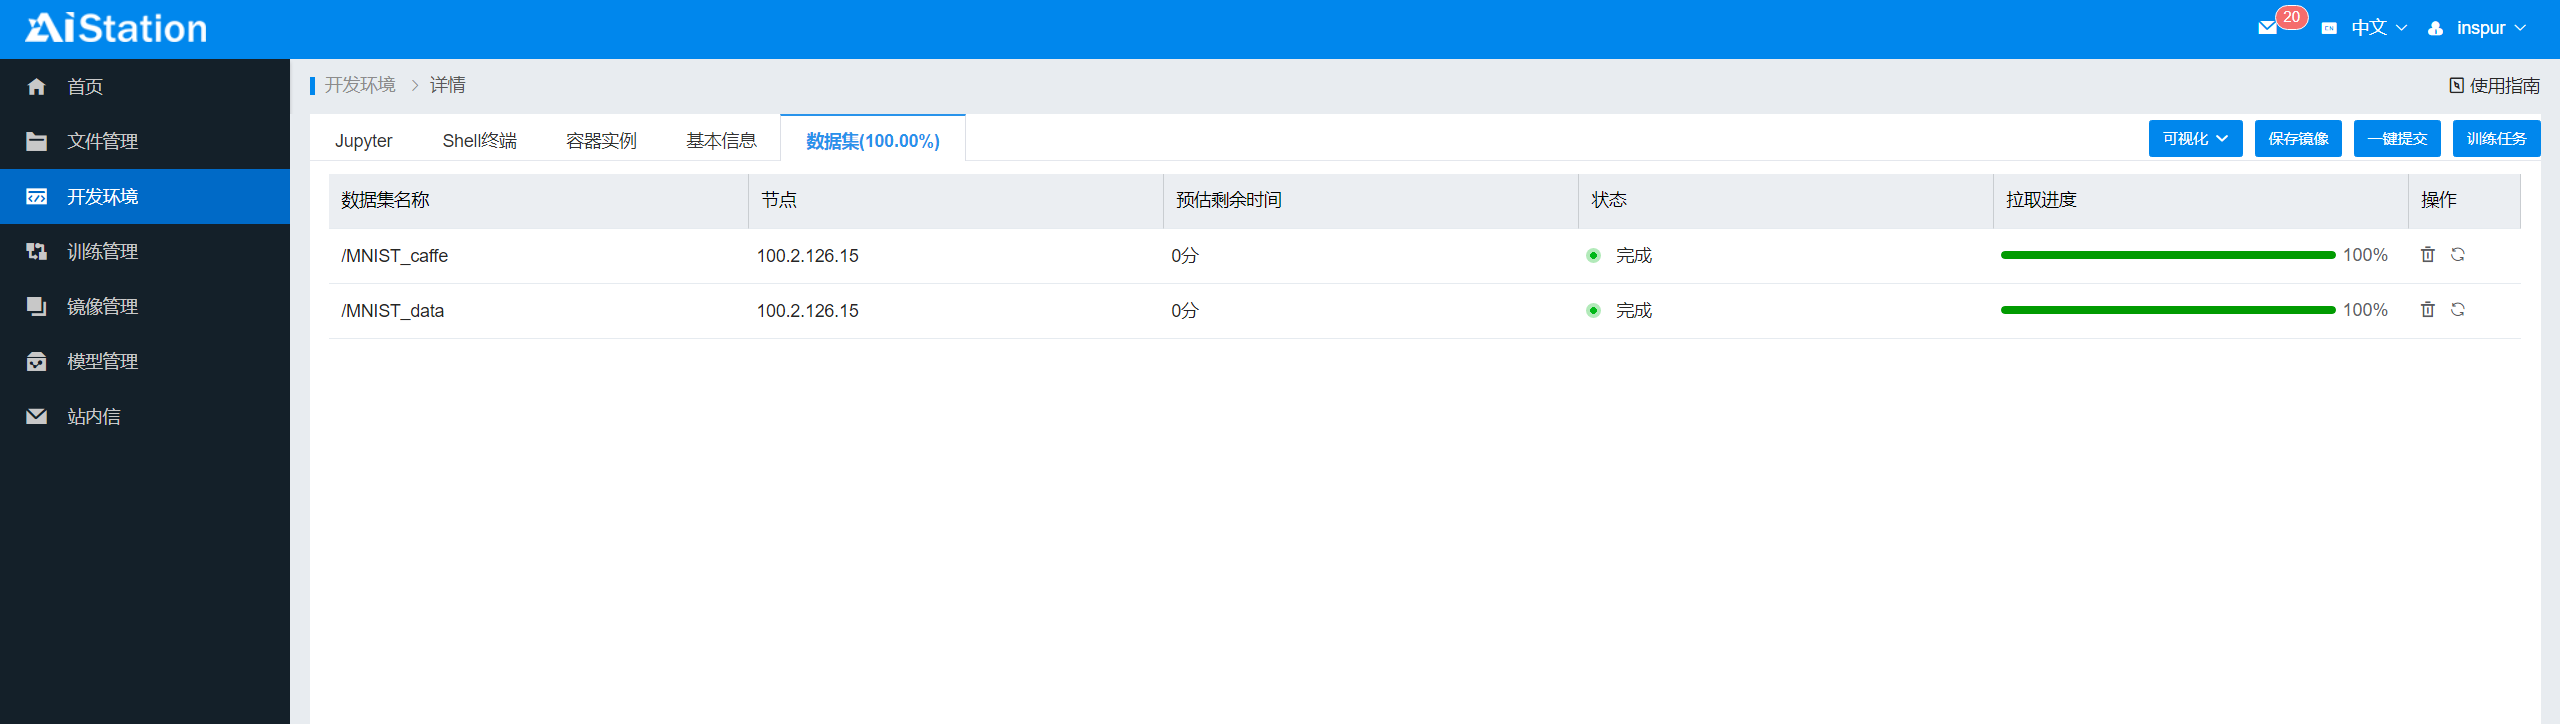 AiStation
20
CN
中文
inspur
首页
文件管理
开发环境
训练管理
镜像管理
模型管理
站内信
开发环境 > 详情
使用指南
Jupyter
Shell终端
容器实例
基本信息
数据集(100.00%)
可视化
保存镜像
一键提交
训练任务
数据集名称 节点 预估剩余时间 状态 拉取进度 操作
/MNIST_caffe 100.2.126.15 0分 完成 100%
/MNIST_data 100.2.126.15 0分 完成 100%